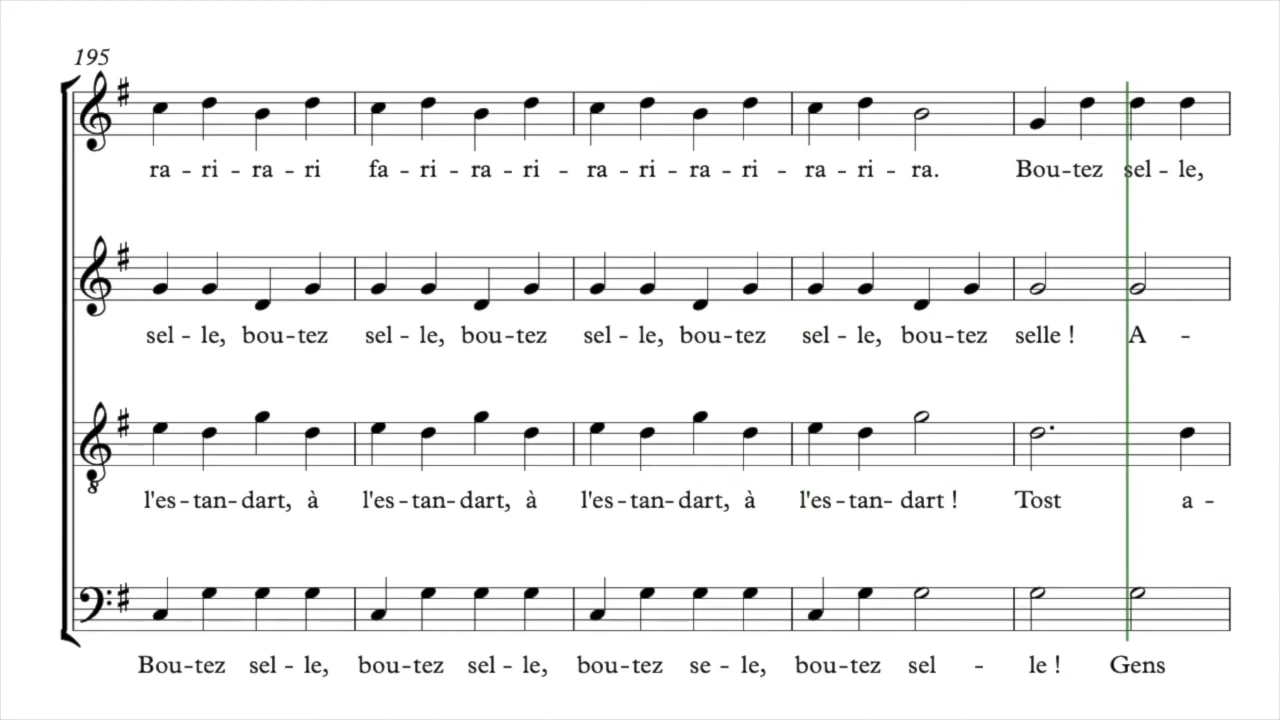 195
ra - ri - ra - ri fa - ri - ra - ri - ra - ri - ra - ri - ra - ri - ra. Bou-tez sel - le,
sel - le, bou-tez sel - le, bou-tez sel - le, bou-tez sel - le, bou-tez selle ! A -
l'es-tan-dart, à l'es-tan-dart, à l'es-tan-dart, à l'es-tan-dart ! Tost a -
Bou-tez sel - le, bou-tez sel - le, bou-tez se - le, bou-tez sel - le ! Gens